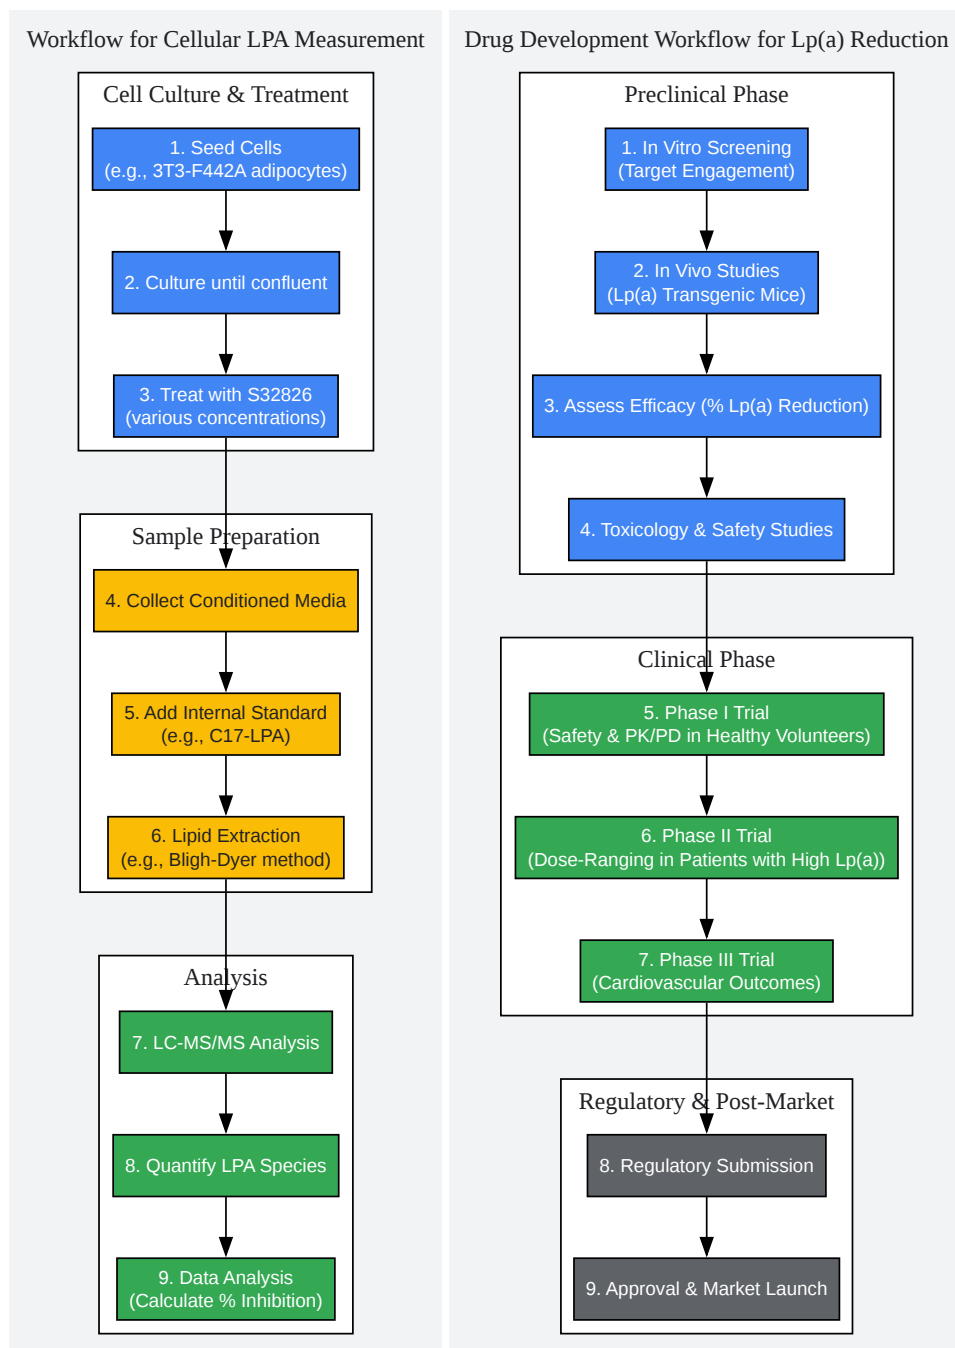 Workflow for Cellular LPA Measurement
Cell Culture & Treatment
1. Seed Cells
(e.g., 3T3-F442A adipocytes)
2. Culture until confluent
3. Treat with S32826
(various concentrations)
Sample Preparation
4. Collect Conditioned Media
5. Add Internal Standard
(e.g., C17-LPA)
6. Lipid Extraction
(e.g., Bligh-Dyer method)
Analysis
7. LC-MS/MS Analysis
8. Quantify LPA Species
9. Data Analysis
(Calculate % Inhibition)
Drug Development Workflow for Lp(a) Reduction
Preclinical Phase
1. In Vitro Screening
(Target Engagement)
2. In Vivo Studies
(Lp(a) Transgenic Mice)
3. Assess Efficacy (% Lp(a) Reduction)
4. Toxicology & Safety Studies
Clinical Phase
5. Phase I Trial
(Safety & PK/PD in Healthy Volunteers)
6. Phase II Trial
(Dose-Ranging in Patients with High Lp(a))
7. Phase III Trial
(Cardiovascular Outcomes)
Regulatory & Post-Market
8. Regulatory Submission
9. Approval & Market Launch